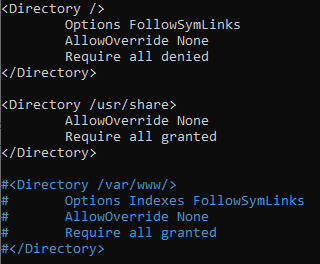 <Directory />
        Options FollowSymLinks
        AllowOverride None
        Require all denied
</Directory>

<Directory /usr/share>
        AllowOverride None
        Require all granted
</Directory>

#<Directory /var/www/>
#       Options Indexes FollowSymLinks
#       AllowOverride None
#       Require all granted
#</Directory>